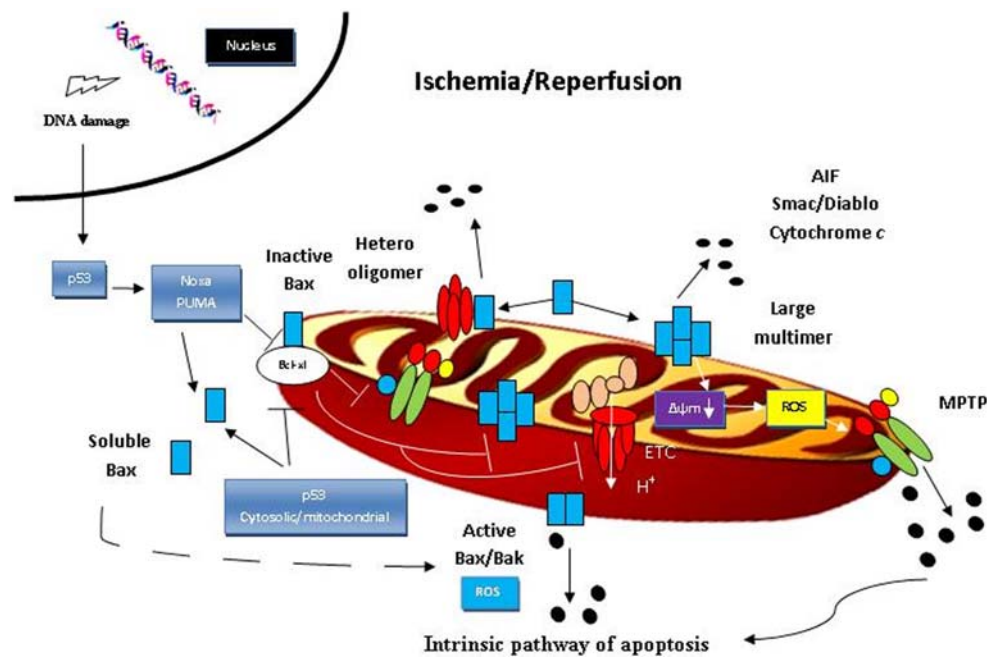 Nucleus
Ischemia/Reperfusion
DNA damage
AIF
Smac/Diablo
Cytochrome c
Inactive
Bax
Hetero
oligomer
p53
Noxa
PUMA
Large
multimer
Bcl-xl
Δψm
ROS
MPTP
Soluble
Bax
ETC
H⁺
p53
Cytosolic/mitochondrial
Active
Bax/Bak
ROS
Intrinsic pathway of apoptosis